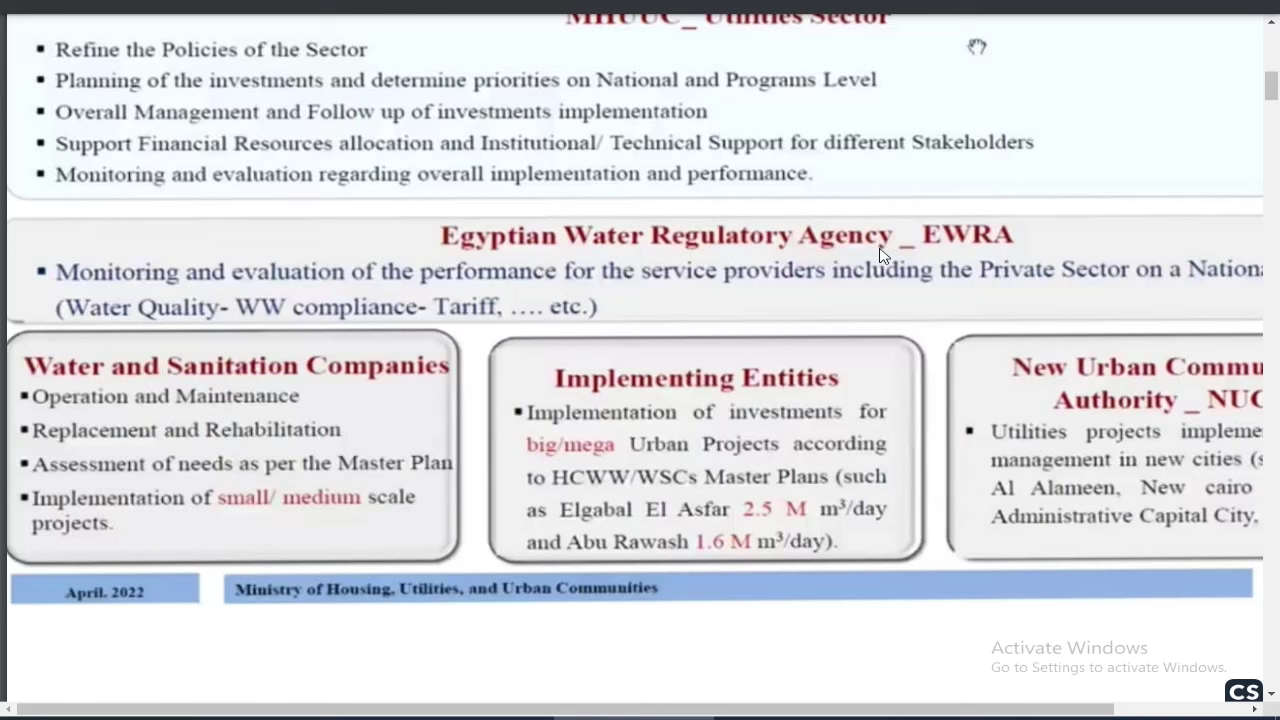 MHUUC_ Utilities Sector
▪ Refine the Policies of the Sector
▪ Planning of the investments and determine priorities on National and Programs Level
▪ Overall Management and Follow up of investments implementation
▪ Support Financial Resources allocation and Institutional/ Technical Support for different Stakeholders
▪ Monitoring and evaluation regarding overall implementation and performance.
Egyptian Water Regulatory Agency _ EWRA
▪ Monitoring and evaluation of the performance for the service providers including the Private Sector on a Nationa
(Water Quality- WW compliance- Tariff, …. etc.)
Water and Sanitation Companies
▪Operation and Maintenance
▪Replacement and Rehabilitation
▪Assessment of needs as per the Master Plan
▪Implementation of small/ medium scale
projects.
Implementing Entities
▪Implementation of investments for
big/mega Urban Projects according
to HCWW/WSCs Master Plans (such
as Elgabal El Asfar 2.5 M m³/day
and Abu Rawash 1.6 M m³/day).
New Urban Commu
Authority _ NUC
▪ Utilities projects impleme
management in new cities (s
Al Alameen, New cairo
Administrative Capital City,
April. 2022
Ministry of Housing, Utilities, and Urban Communities
Activate Windows
Go to Settings to activate Windows.
CS